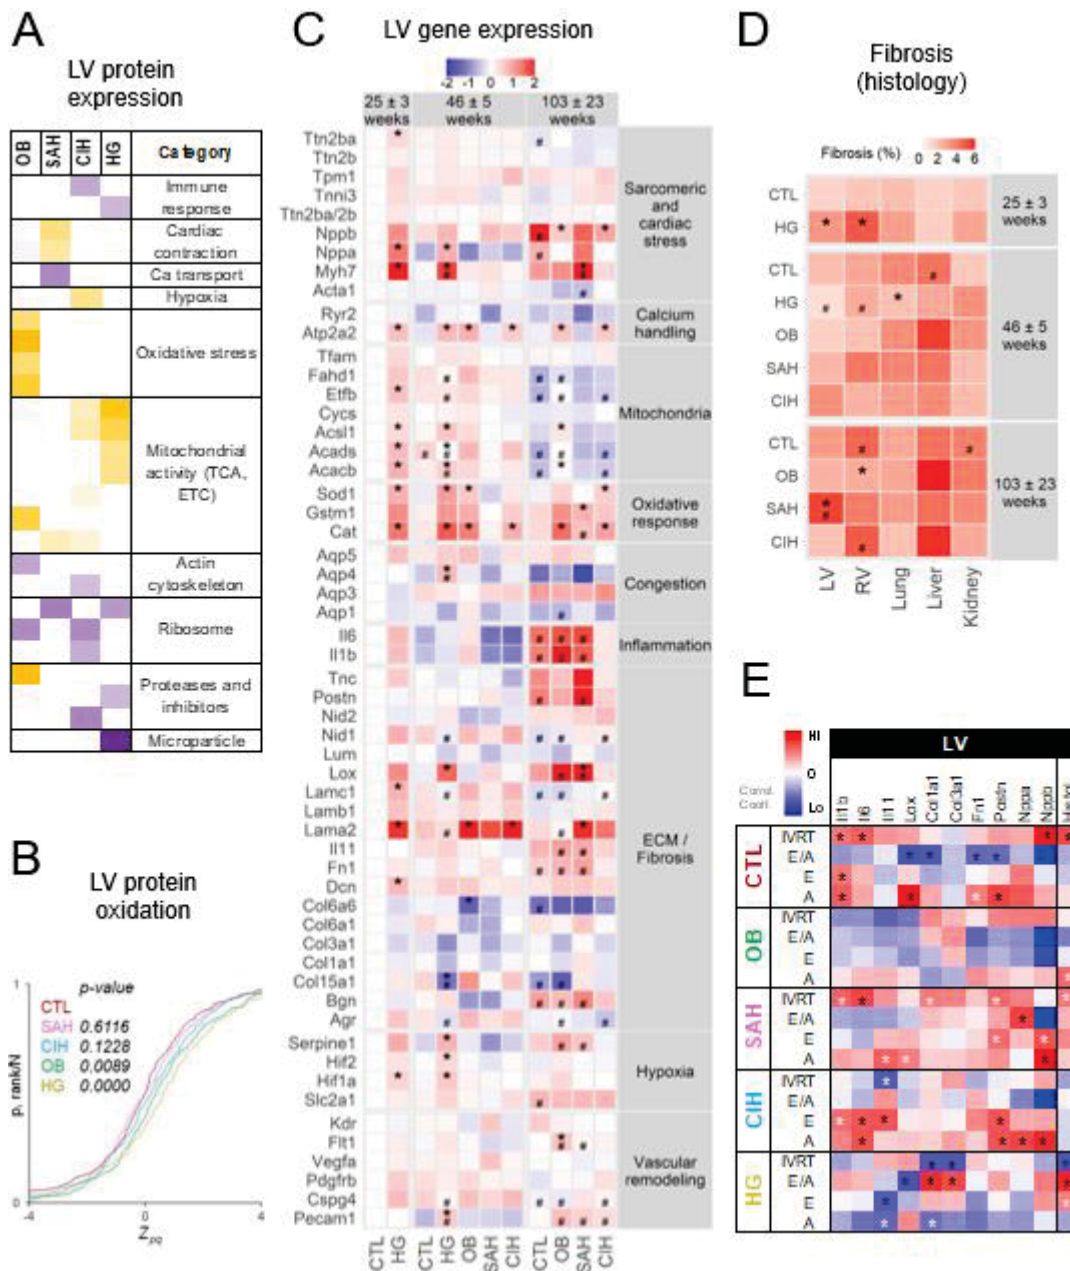 A
LV protein
expression
OB
SAH
CIH
HG
Category
Immune
response
Cardiac
contraction
Ca transport
Hypoxia
Oxidative stress
Mitochondrial
activity (TCA,
ETC)
Actin
cytoskeleton
Ribosome
Proteases and
inhibitors
Microparticle
B
LV protein
oxidation
p-value
CTL
SAH 0.6116
CIH 0.1228
OB 0.0089
HG 0.0000
p, rank/N
1
0
-4
0
4
Zpq
C
LV gene expression
-2 -1 0 1 2
25 ± 3
weeks
46 ± 5
weeks
103 ± 23
weeks
Ttn2ba
Ttn2b
Tpm1
Tnni3
Ttn2ba/2b
Nppb
Nppa
Myh7
Acta1
Sarcomeric
and
cardiac
stress
Ryr2
Atp2a2
Calcium
handling
Tfam
Fahd1
Etfb
Cycs
Acsl1
Acads
Acacb
Mitochondria
Sod1
Gstm1
Cat
Oxidative
response
Aqp5
Aqp4
Aqp3
Aqp1
Congestion
Il6
Il1b
Inflammation
Tnc
Postn
Nid2
Nid1
Lum
Lox
Lamc1
Lamb1
Lama2
Il11
Fn1
Dcn
Col6a6
Col6a1
Col3a1
Col1a1
Col15a1
Bgn
Agr
ECM /
Fibrosis
Serpine1
Hif2
Hif1a
Slc2a1
Hypoxia
Kdr
Flt1
Vegfa
Pdgfrb
Cspg4
Pecam1
Vascular
remodeling
CTL
HG
CTL
HG
OB
SAH
CIH
CTL
OB
SAH
CIH
D
Fibrosis
(histology)
Fibrosis (%)
0 2 4 6
CTL
HG
25 ± 3
weeks
CTL
HG
OB
SAH
CIH
46 ± 5
weeks
CTL
OB
SAH
CIH
103 ± 23
weeks
LV
RV
Lung
Liver
Kidney
E
HI
0
Lo
LV
Il1b
Il6
Il11
Lox
Col1a1
Col3a1
Fn1
Postn
Nppa
Nppb
CTL
IVRT
E/A
E
A
OB
IVRT
E/A
E
A
SAH
IVRT
E/A
E
A
CIH
IVRT
E/A
E
A
HG
IVRT
E/A
E
A